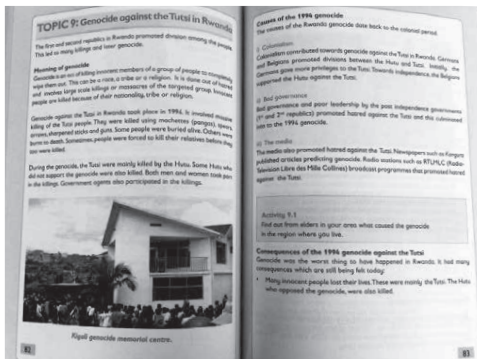 TOPIC 9: Genocide against the Tutsi in Rwanda
The first and second republics in Rwanda promoted division among the people.
This led to many killings and later genocide.
Meaning of genocide
Genocide is an act of killing innocent members of a group of people to completely
wipe them out. This can be a race, a tribe or a religion. It is done out of hatred
and involves large scale killings or massacres of the targeted group. Innocent
people are killed because of their nationality, tribe or religion.
Genocide against the Tutsi in Rwanda took place in 1994. It involved massive
killing of the Tutsi people. They were killed using machetes (pangas), spears,
arrows, sharpened sticks and guns. Some people were buried alive. Others were
burnt to death. Sometimes, people were forced to kill their relatives before they
too were killed.
During the genocide, the Tutsi were mainly killed by the Hutu. Some Hutu who
did not support the genocide were also killed. Both men and women took part
in the killings. Government agents also participated in the killings.
Kigali genocide memorial centre.
82
Causes of the 1994 genocide
The causes of the Rwanda genocide date back to the colonial period.
i) Colonialism
Colonialism contributed towards genocide against the Tutsi in Rwanda. Germans
and Belgians promoted divisions between the Hutu and Tutsi. Initially, the
Germans gave more privileges to the Tutsi. Towards independence, the Belgians
supported the Hutu against the Tutsi.
ii) Bad governance
Bad governance and poor leadership by the post independence governments
(1st and 2nd republics) promoted hatred against the Tutsi and this culminated
into to the 1994 genocide.
iii) The media
The media also promoted hatred against the Tutsi. Newspapers such as Kangura
published articles predicting genocide. Radio stations such as RTLMLC (Radio-
Television Libre des Mille Collines) broadcast programmes that promoted hatred
against the Tutsi.
Activity 9.1
Find out from elders in your area what caused the genocide
in the region where you live.
Consequences of the 1994 genocide against the Tutsi
Genocide was the worst thing to have happened in Rwanda. It had many
consequences which are still being felt today:
• Many innocent people lost their lives. These were mainly the Tutsi. The Hutu
who opposed the genocide, were also killed.
83